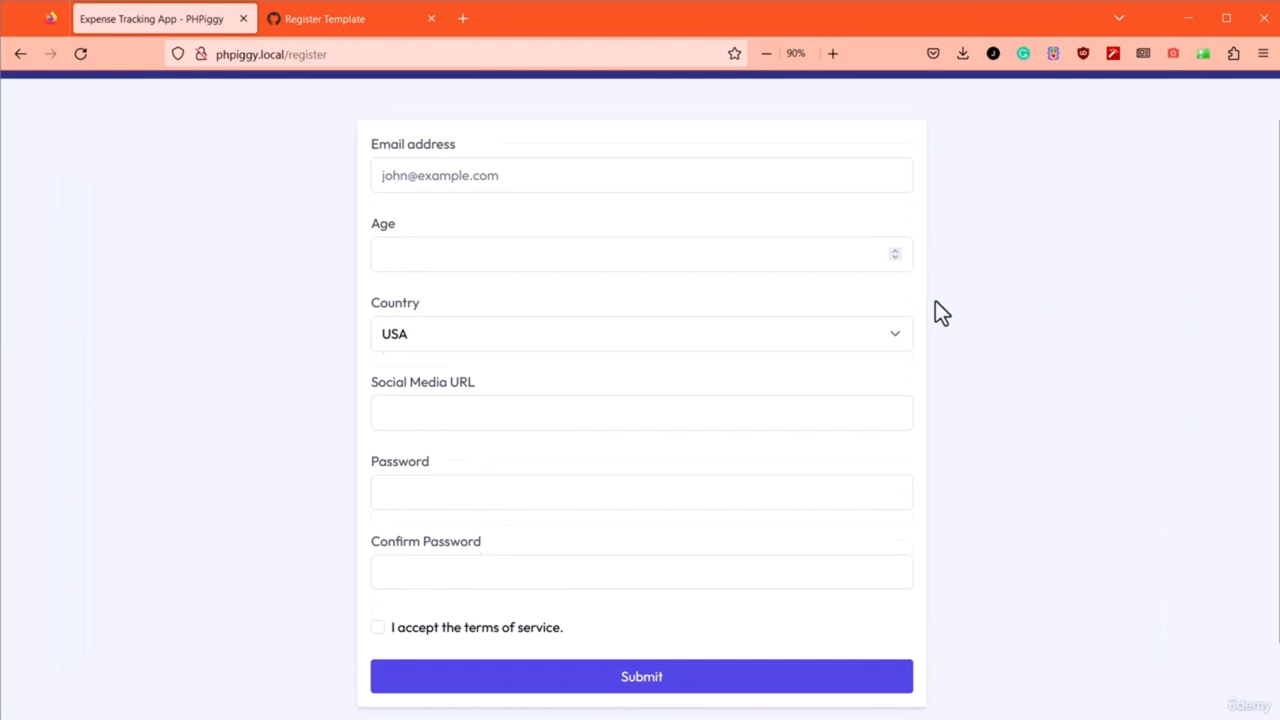 Expense Tracking App - PHPiggy
Register Template
phpiggy.local/register
90%
Email address
john@example.com
Age
Country
USA
Social Media URL
Password
Confirm Password
I accept the terms of service.
Submit
ûdemy